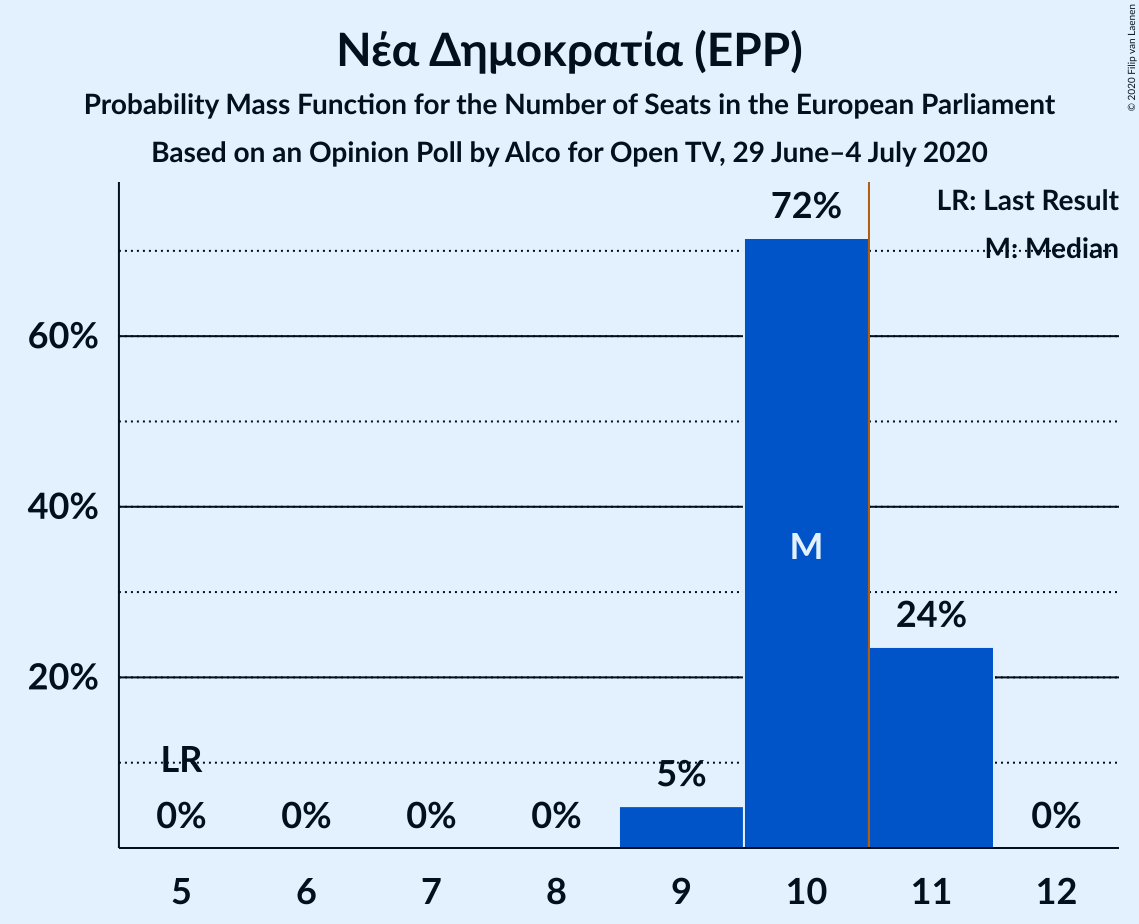 Νέα Δημοκρατία (EPP)
Probability Mass Function for the Number of Seats in the European Parliament
Based on an Opinion Poll by Alco for Open TV, 29 June–4 July 2020
© 2020 Filip van Laenen
LR: Last Result
M: Median
72%
60%
40%
M
24%
20%
LR
5%
0%
0%
0%
0%
0%
5
6
7
8
9
10
11
12